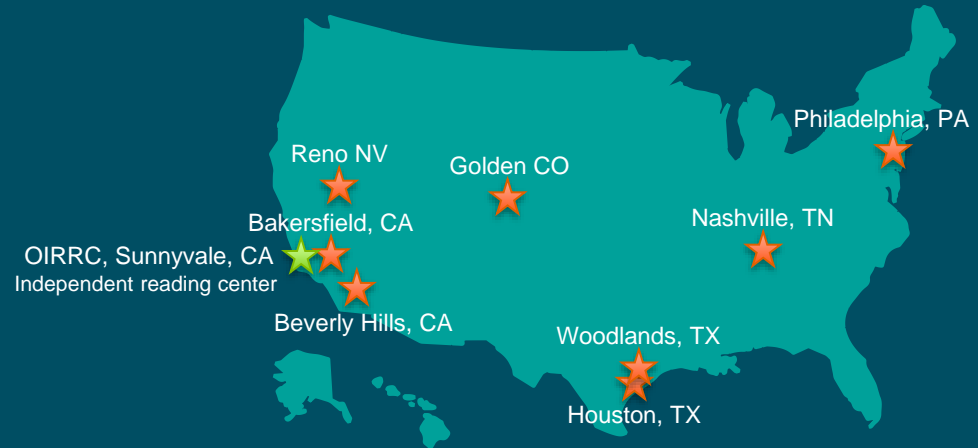 Philadelphia, PA
Reno NV
Golden CO
Nashville, TN
Bakersfield, CA
OIRRC, Sunnyvale, CA
Independent reading center
Beverly Hills, CA
Woodlands, TX
Houston, TX